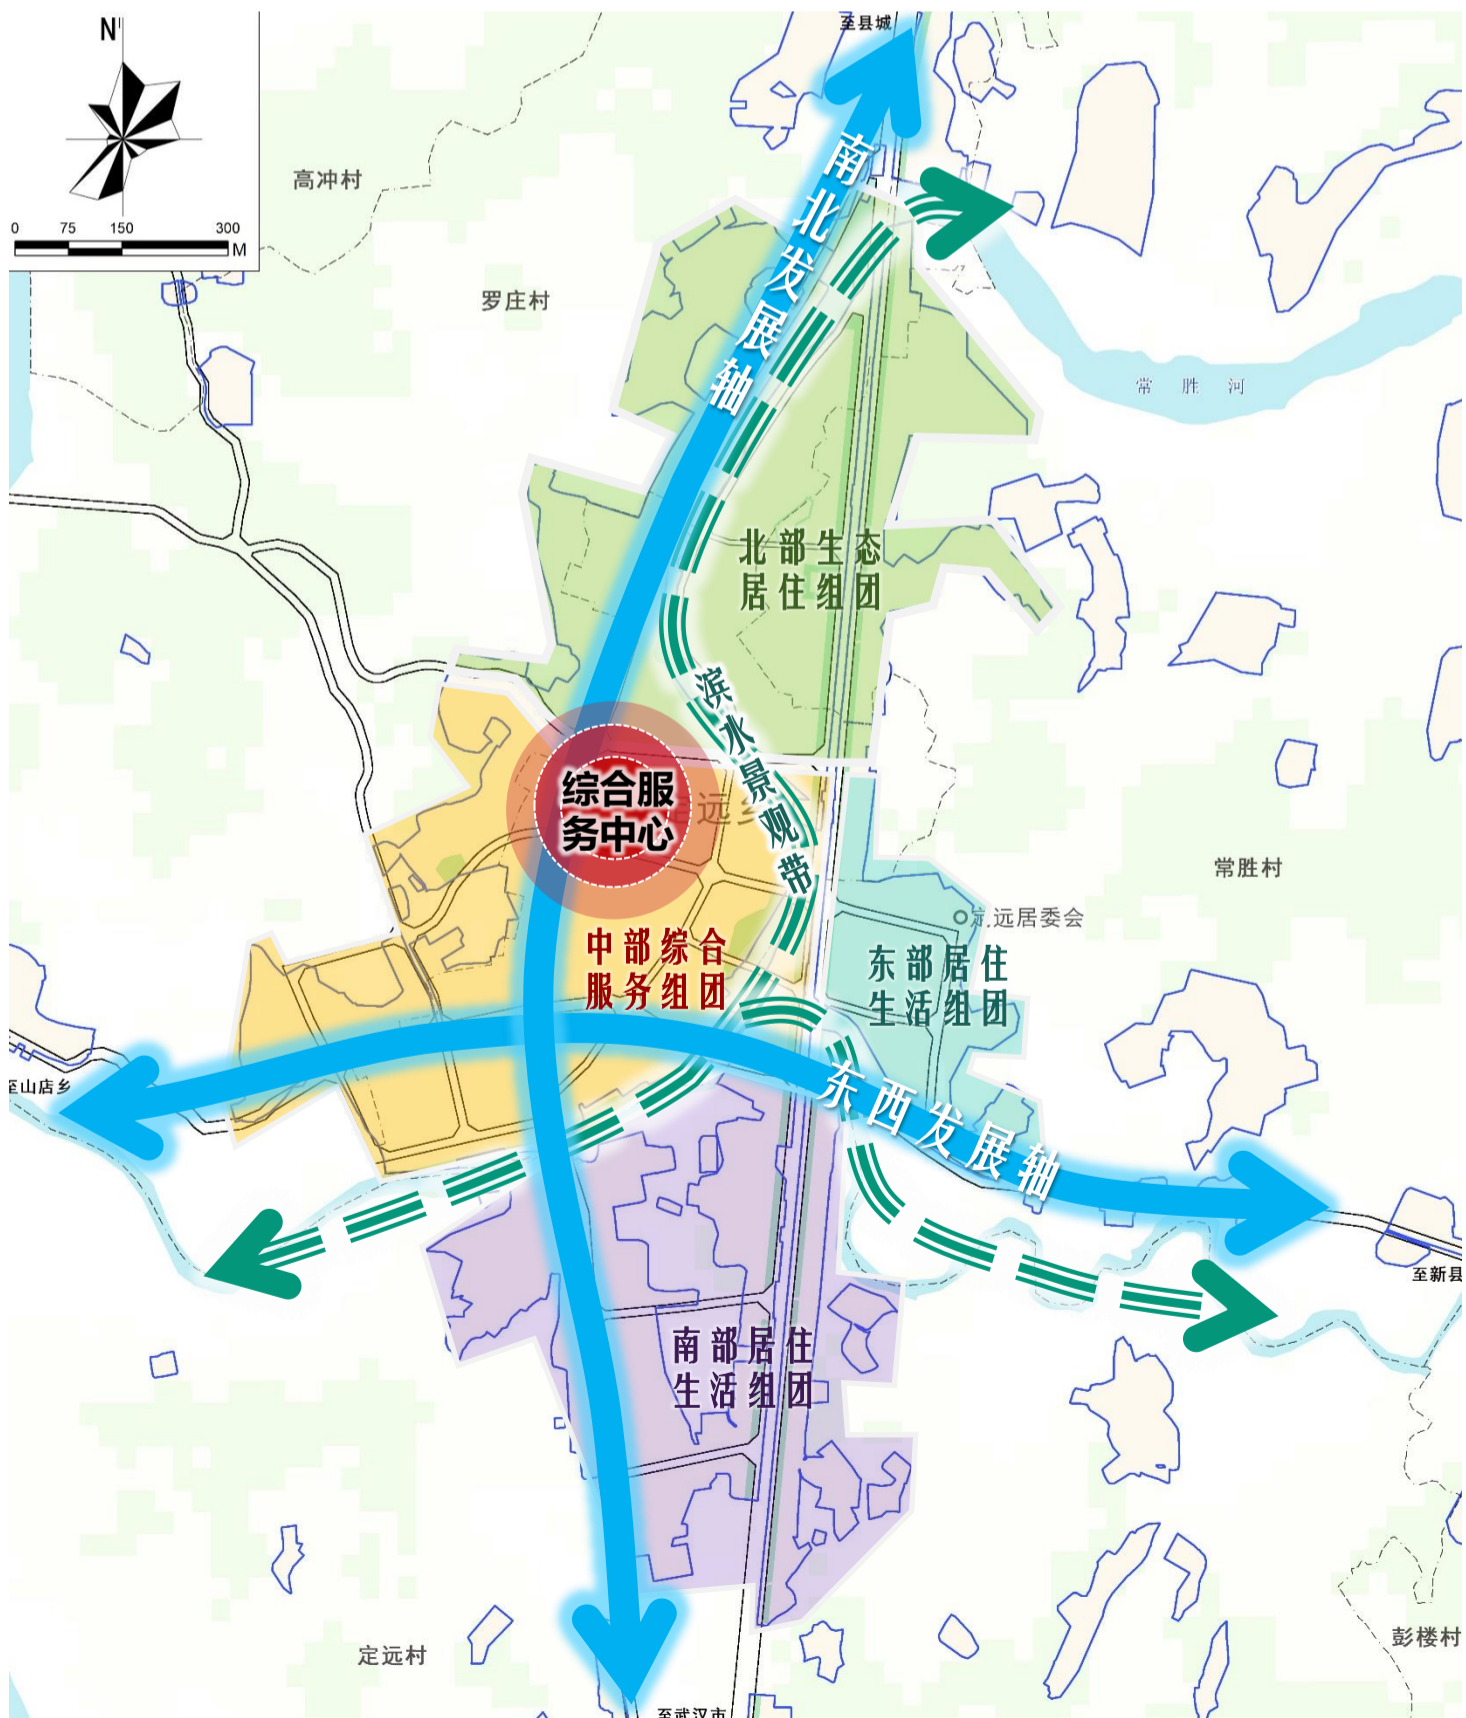 至县城
N
0 75 150 300
M
高冲村
罗庄村
南北发展轴
常胜河
北部生态
居住组团
滨水景观带
综合服
务中心
远乡
常胜村
定远居委会
中部综合
服务组团
东部居住
生活组团
至山店乡
东西发展轴
至新县
南部居住
生活组团
定远村
彭楼村
至武汉市